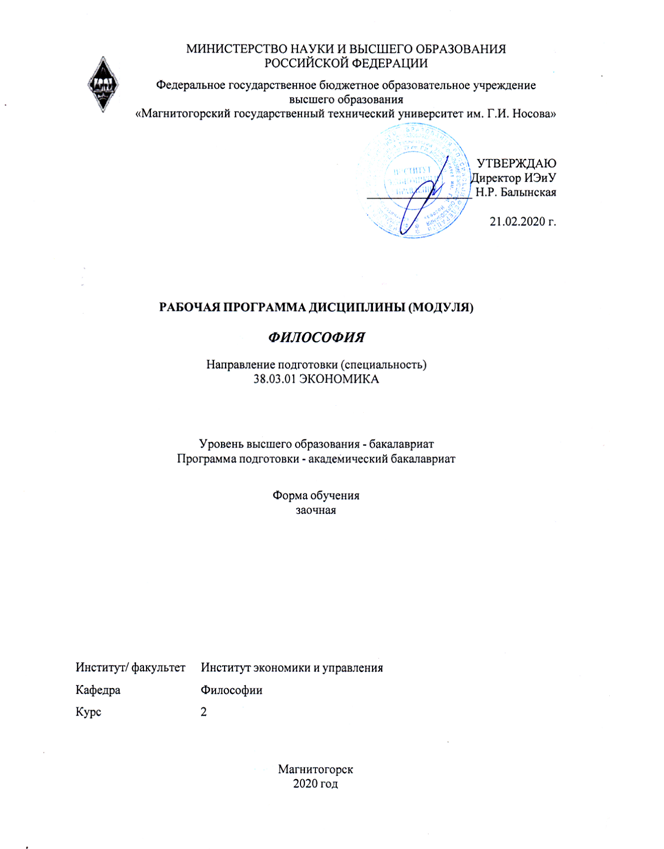 МИНИСТЕРСТВО НАУКИ И ВЫСШЕГО ОБРАЗОВАНИЯ
РОССИЙСКОЙ ФЕДЕРАЦИИ
Федеральное государственное бюджетное образовательное учреждение
высшего образования
«Магнитогорский государственный технический университет им. Г.И. Носова»
УТВЕРЖДАЮ
Директор ИЭиУ
Н.Р. Балынская
21.02.2020 г.
РАБОЧАЯ ПРОГРАММА ДИСЦИПЛИНЫ (МОДУЛЯ)
ФИЛОСОФИЯ
Направление подготовки (специальность)
38.03.01 ЭКОНОМИКА
Уровень высшего образования - бакалавриат
Программа подготовки - академический бакалавриат
Форма обучения
заочная
Институт/ факультет Институт экономики и управления
Кафедра Философии
Курс 2
Магнитогорск
2020 год